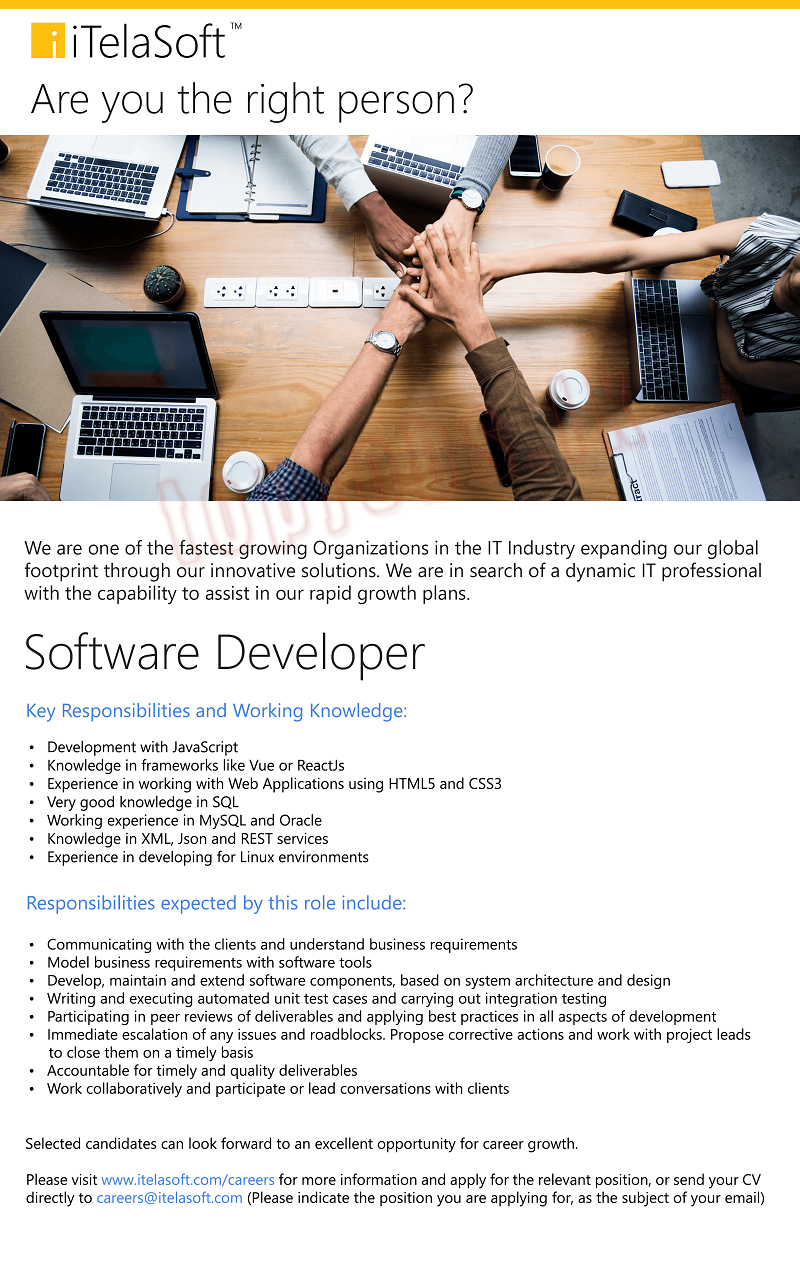 iTelaSoft™
Are you the right person?
We are one of the fastest growing Organizations in the IT Industry expanding our global
footprint through our innovative solutions. We are in search of a dynamic IT professional
with the capability to assist in our rapid growth plans.
Software Developer
Key Responsibilities and Working Knowledge:
• Development with JavaScript
• Knowledge in frameworks like Vue or ReactJs
• Experience in working with Web Applications using HTML5 and CSS3
• Very good knowledge in SQL
• Working experience in MySQL and Oracle
• Knowledge in XML, Json and REST services
• Experience in developing for Linux environments
Responsibilities expected by this role include:
• Communicating with the clients and understand business requirements
• Model business requirements with software tools
• Develop, maintain and extend software components, based on system architecture and design
• Writing and executing automated unit test cases and carrying out integration testing
• Participating in peer reviews of deliverables and applying best practices in all aspects of development
• Immediate escalation of any issues and roadblocks. Propose corrective actions and work with project leads
to close them on a timely basis
• Accountable for timely and quality deliverables
• Work collaboratively and participate or lead conversations with clients
Selected candidates can look forward to an excellent opportunity for career growth.
Please visit www.itelasoft.com/careers for more information and apply for the relevant position, or send your CV
directly to careers@itelasoft.com (Please indicate the position you are applying for, as the subject of your email)